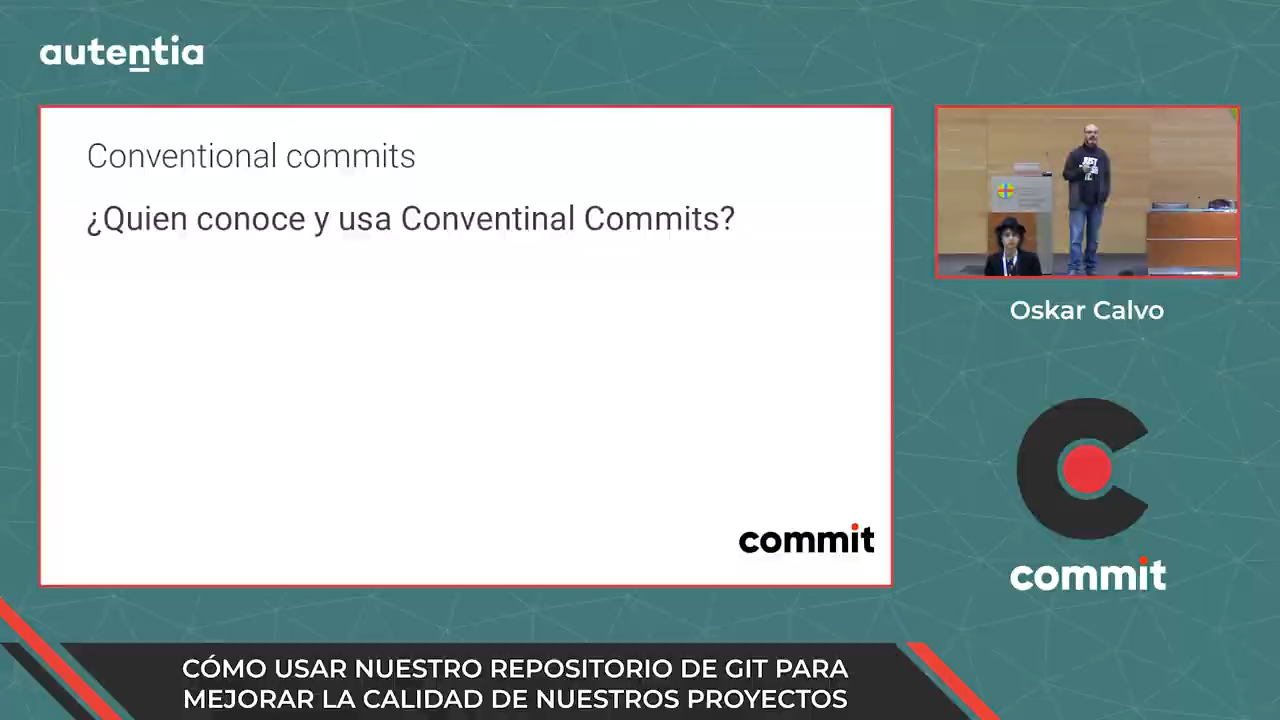 autentia
Conventional commits
¿Quien conoce y usa Conventinal Commits?
commit
Oskar Calvo
commit
CÓMO USAR NUESTRO REPOSITORIO DE GIT PARA
MEJORAR LA CALIDAD DE NUESTROS PROYECTOS